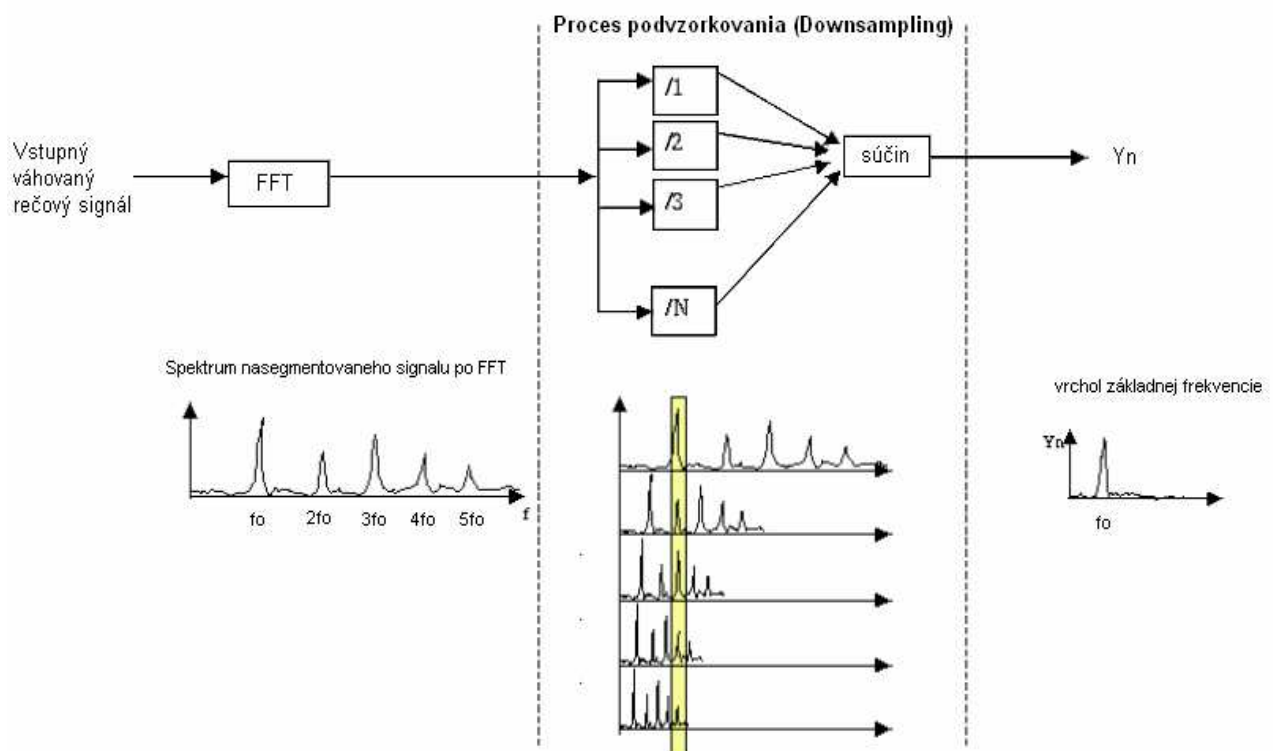 Proces podvzorkovania (Downsampling)
/1
/2
/3
/N
Vstupný
váhovaný
rečový signál
FFT
súčin
Yn
Spektrum nasegmentovaneho signalu po FFT
fo 2fo 3fo 4fo 5fo f
vrchol základnej frekvencie
Yn
fo